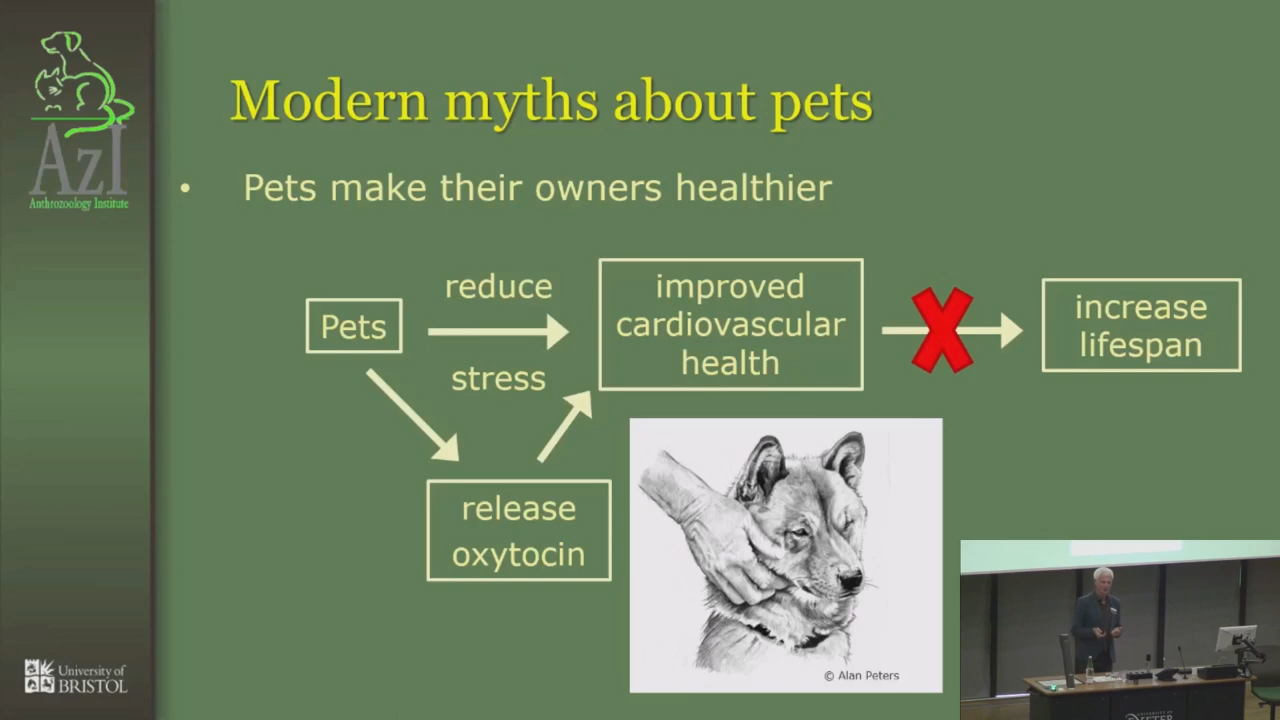 Modern myths about pets
AzI
Anthrozoology Institute
• Pets make their owners healthier
Pets
reduce
stress
improved
cardiovascular
health
increase
lifespan
release
oxytocin
© Alan Peters
University of
BRISTOL